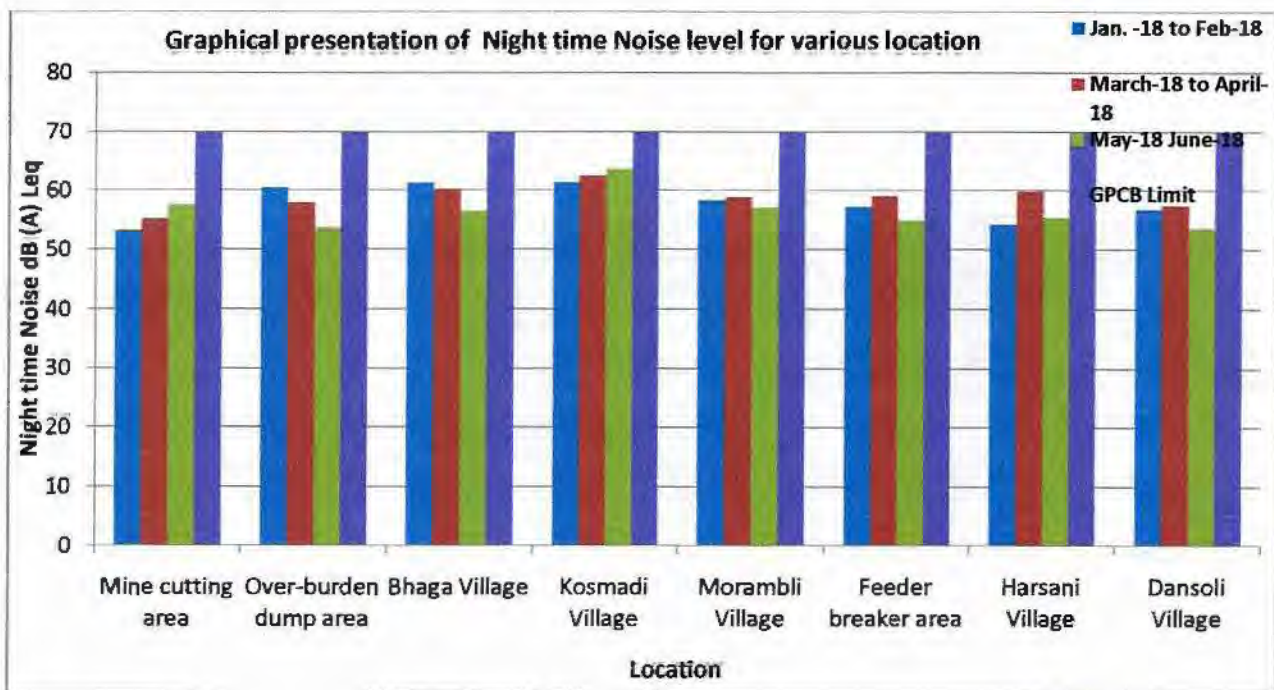 Graphical presentation of Night time Noise level for various location
Jan. -18 to Feb-18
March-18 to April-
18
May-18 June-18
GPCB Limit
Night time Noise dB (A) Leq
80
70
60
50
40
30
20
10
0
Mine cutting
area
Over-burden
dump area
Bhaga Village
Kosmadi
Village
Morambli
Village
Feeder
breaker area
Harsani
Village
Dansoli
Village
Location